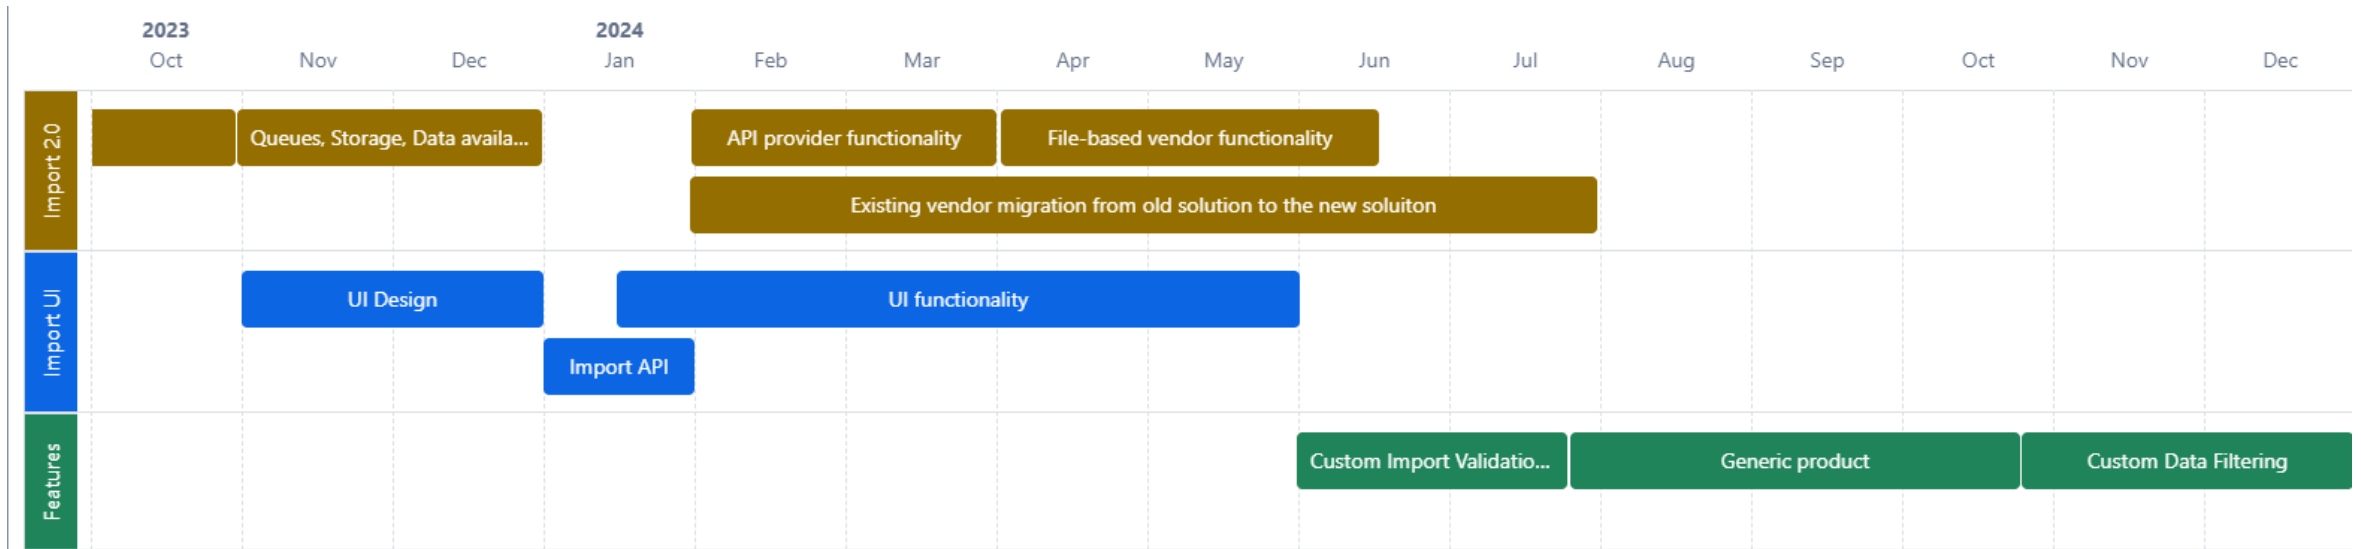 2023
2024
Oct Nov Dec Jan Feb Mar Apr May Jun Jul Aug Sep Oct Nov Dec
Import 2.0
Queues, Storage, Data availa...
API provider functionality
File-based vendor functionality
Existing vendor migration from old solution to the new soluiton
Import UI
UI Design
UI functionality
Import API
Features
Custom Import Validatio...
Generic product
Custom Data Filtering